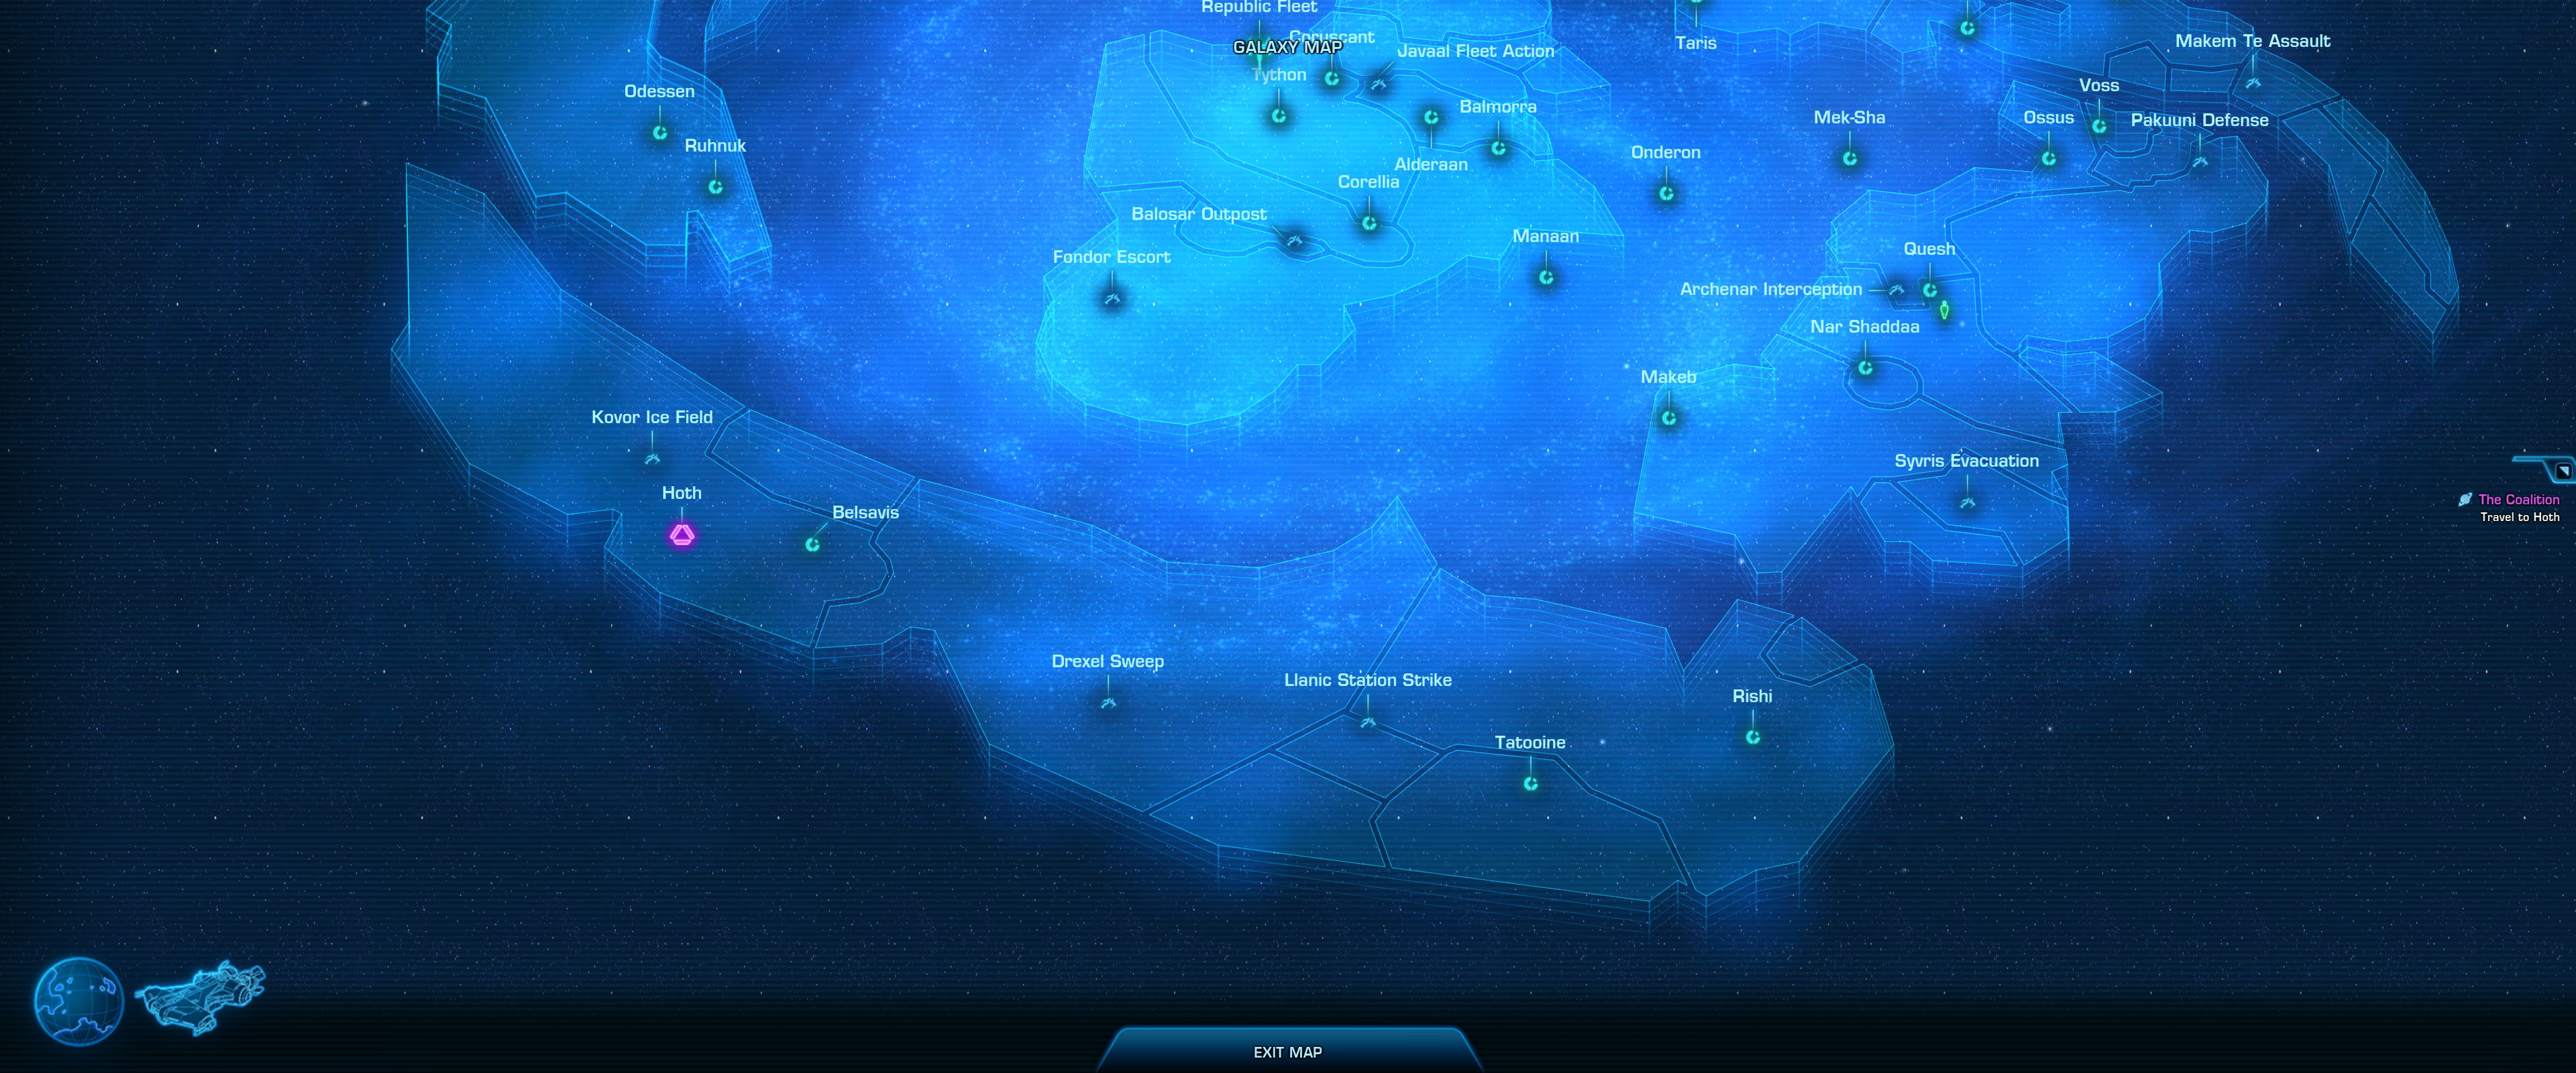 Republic Fleet
Coruscant
GALAXY MAP
Javaal Fleet Action
Taris
Makem Te Assault
Tython
Odessen
Voss
Balmorra
Mek-Sha
Ossus
Pakuuni Defense
Ruhnuk
Onderon
Alderaan
Corellia
Balosar Outpost
Manaan
Quesh
Fondor Escort
Archenar Interception
Nar Shaddaa
Makeb
Kovor Ice Field
Syvris Evacuation
Hoth
The Coalition
Belsavis
Travel to Hoth
Drexel Sweep
Llanic Station Strike
Rishi
Tatooine
EXIT MAP